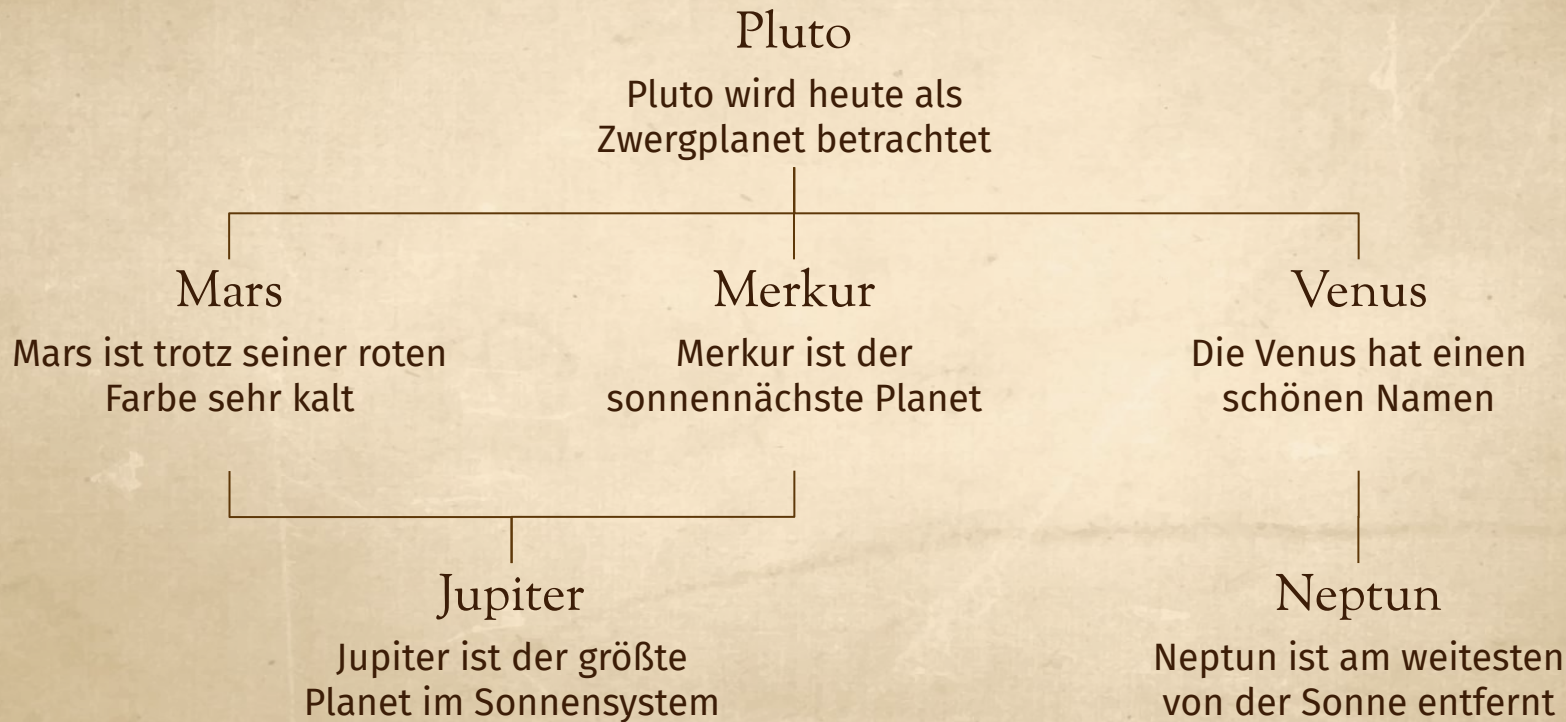 Pluto
Pluto wird heute als
Zwergplanet betrachtet
Mars
Mars ist trotz seiner roten
Farbe sehr kalt
Merkur
Merkur ist der
sonnennächste Planet
Venus
Die Venus hat einen
schönen Namen
Jupiter
Jupiter ist der größte
Planet im Sonnensystem
Neptun
Neptun ist am weitesten
von der Sonne entfernt